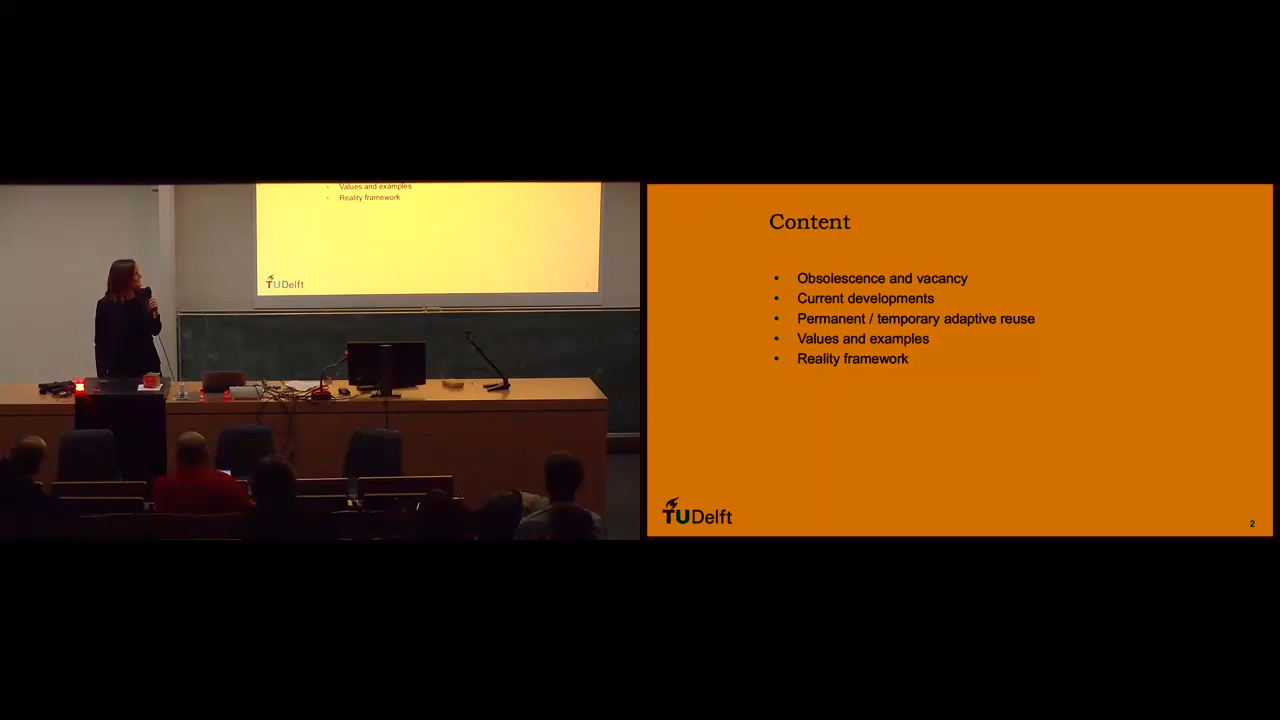 Values and examples
Reality framework
TUDelft
Content
• Obsolescence and vacancy
• Current developments
• Permanent / temporary adaptive reuse
• Values and examples
• Reality framework
TUDelft
2